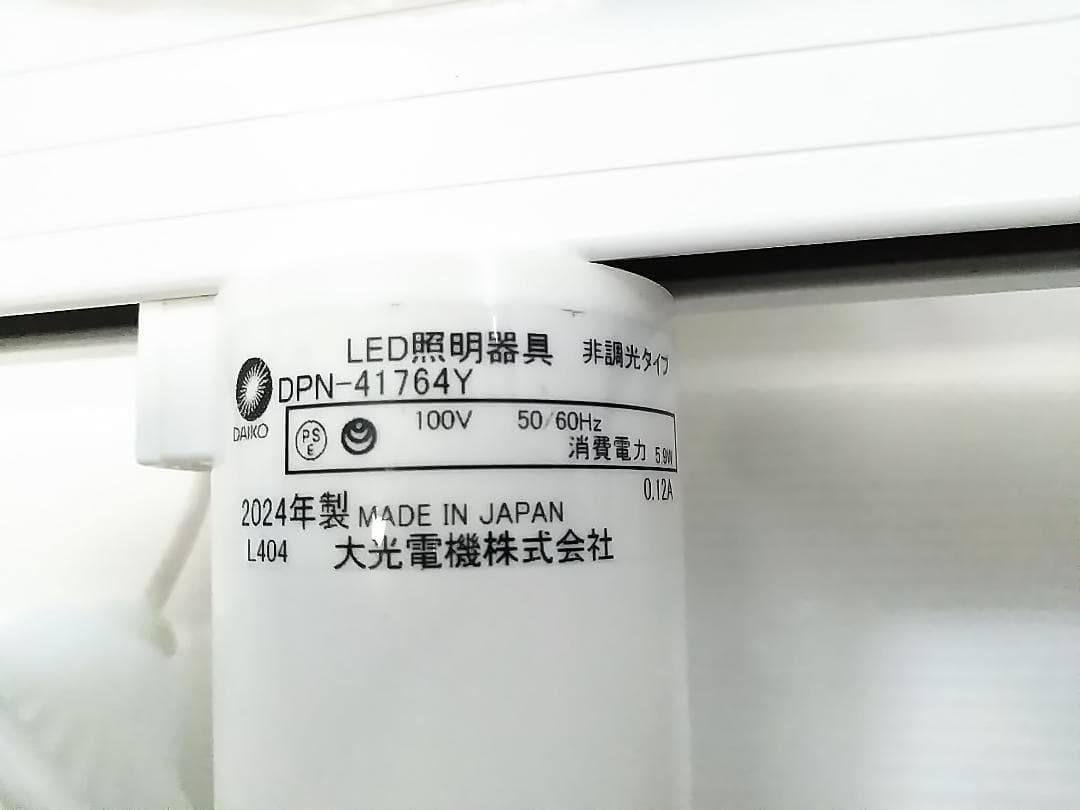 LED照明器具 非調光タイプ
DPN-41764Y
DAIKO
PS
E
100V 50/60Hz
消費電力 5.9W
0.12A
2024年製 MADE IN JAPAN
L404 大光電機株式会社